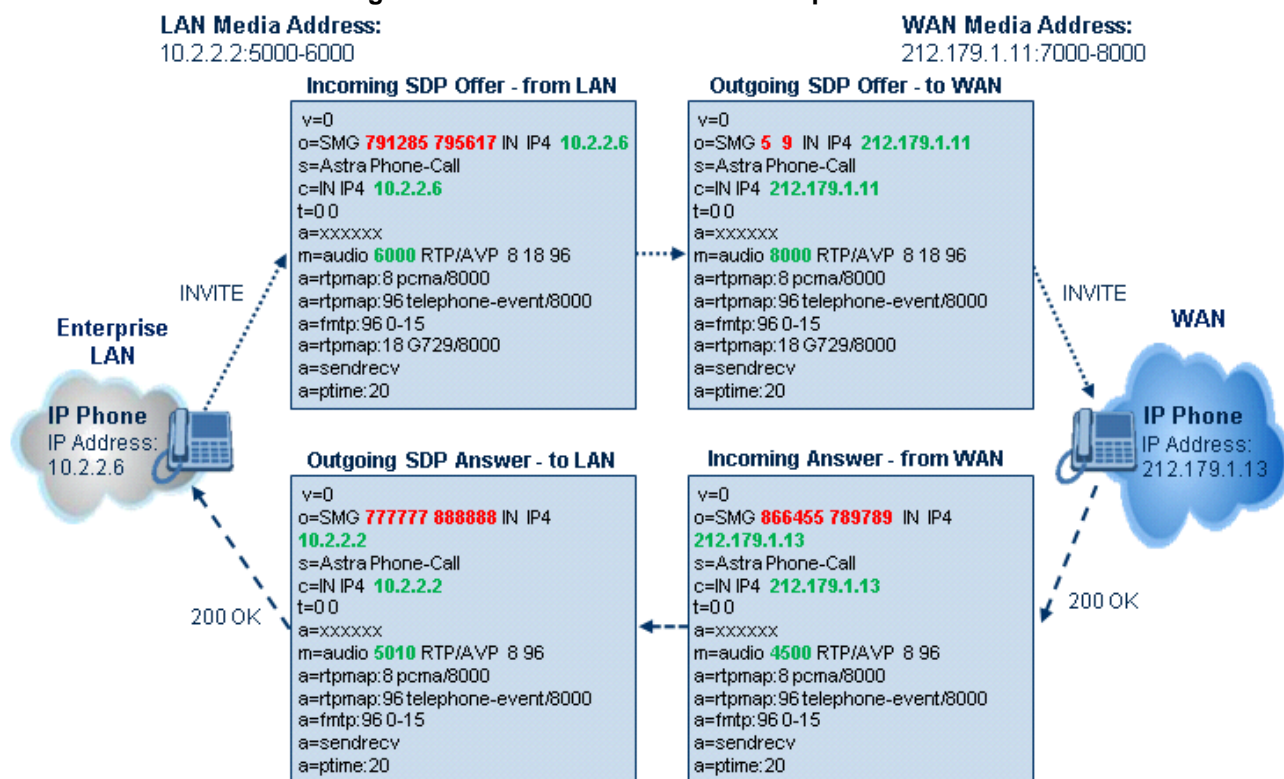 LAN Media Address:
10.2.2.2:5000-6000
WAN Media Address:
212.179.1.11:7000-8000
Incoming SDP Offer - from LAN
v=0
o=SMG 791285 795617 IN IP4 10.2.2.6
s=Astra Phone-Call
c=IN IP4 10.2.2.6
t=0 0
a=xxxxxx
m=audio 6000 RTP/AVP 8 18 96
a=rtpmap:8 pcma/8000
a=rtpmap:96 telephone-event/8000
a=fmtp:96 0-15
a=rtpmap:18 G729/8000
a=sendrecv
a=ptime:20
Outgoing SDP Offer - to WAN
v=0
o=SMG 5 9 IN IP4 212.179.1.11
s=Astra Phone-Call
c=IN IP4 212.179.1.11
t=0 0
a=xxxxxx
m=audio 8000 RTP/AVP 8 18 96
a=rtpmap:8 pcma/8000
a=rtpmap:96 telephone-event/8000
a=fmtp:96 0-15
a=rtpmap:18 G729/8000
a=sendrecv
a=ptime:20
INVITE
INVITE
Enterprise
LAN
IP Phone
IP Address:
10.2.2.6
WAN
IP Phone
IP Address:
212.179.1.13
Outgoing SDP Answer - to LAN
v=0
o=SMG 777777 888888 IN IP4
10.2.2.2
s=Astra Phone-Call
c=IN IP4 10.2.2.2
t=0 0
a=xxxxxx
m=audio 5010 RTP/AVP 8 96
a=rtpmap:8 pcma/8000
a=rtpmap:96 telephone-event/8000
a=fmtp:96 0-15
a=sendrecv
a=ptime:20
Incoming Answer - from WAN
v=0
o=SMG 866455 789789 IN IP4
212.179.1.13
s=Astra Phone-Call
c=IN IP4 212.179.1.13
t=0 0
a=xxxxxx
m=audio 4500 RTP/AVP 8 96
a=rtpmap:8 pcma/8000
a=rtpmap:96 telephone-event/8000
a=fmtp:96 0-15
a=sendrecv
a=ptime:20
200 OK
200 OK